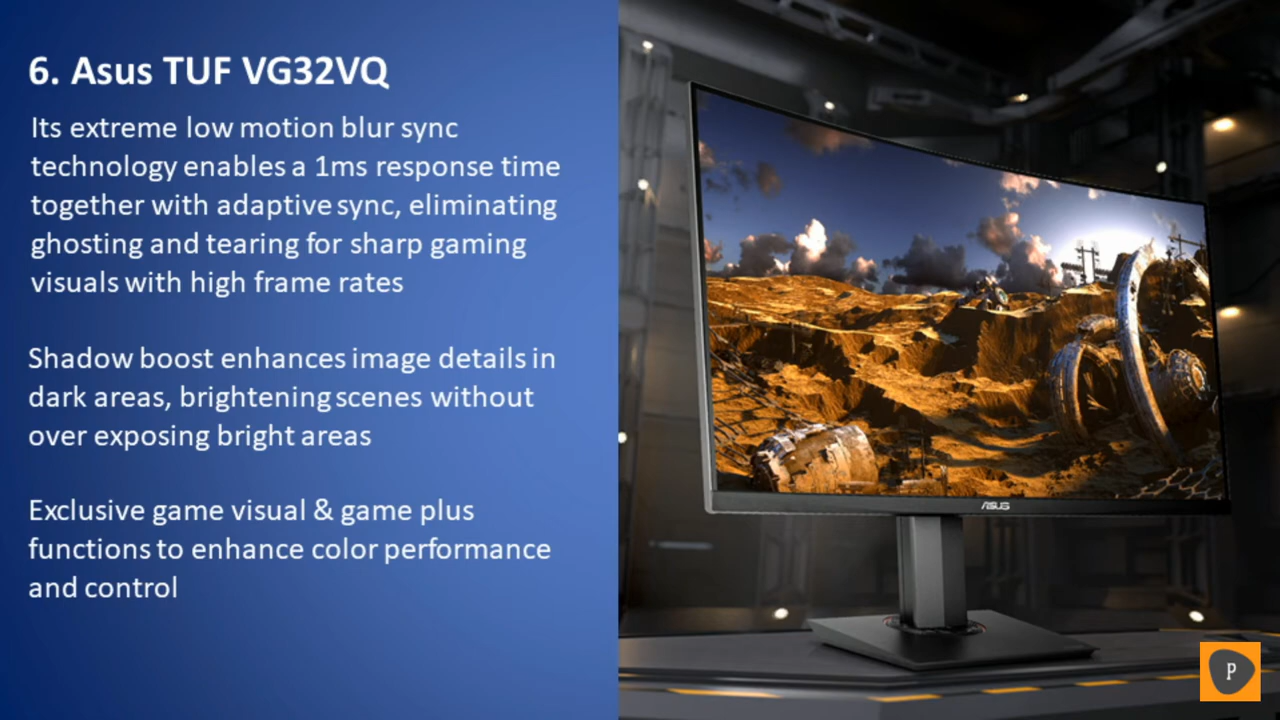 6. Asus TUF VG32VQ
Its extreme low motion blur sync
technology enables a 1ms response time
together with adaptive sync, eliminating
ghosting and tearing for sharp gaming
visuals with high frame rates
Shadow boost enhances image details in
dark areas, brightening scenes without
over exposing bright areas
Exclusive game visual & game plus
functions to enhance color performance
and control
ASUS
P